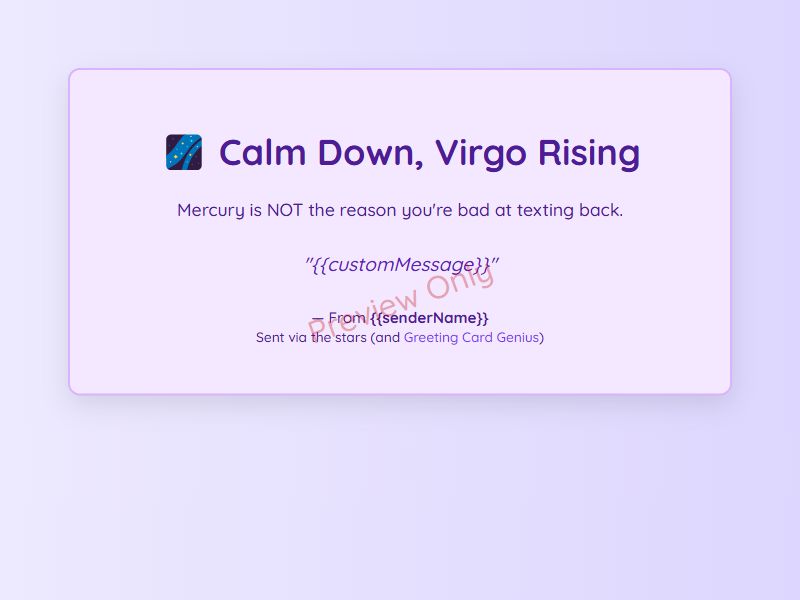 🌌 Calm Down, Virgo Rising
Mercury is NOT the reason you're bad at texting back.
"{{customMessage}}"
Preview Only
— From {{senderName}}
Sent via the stars (and Greeting Card Genius)